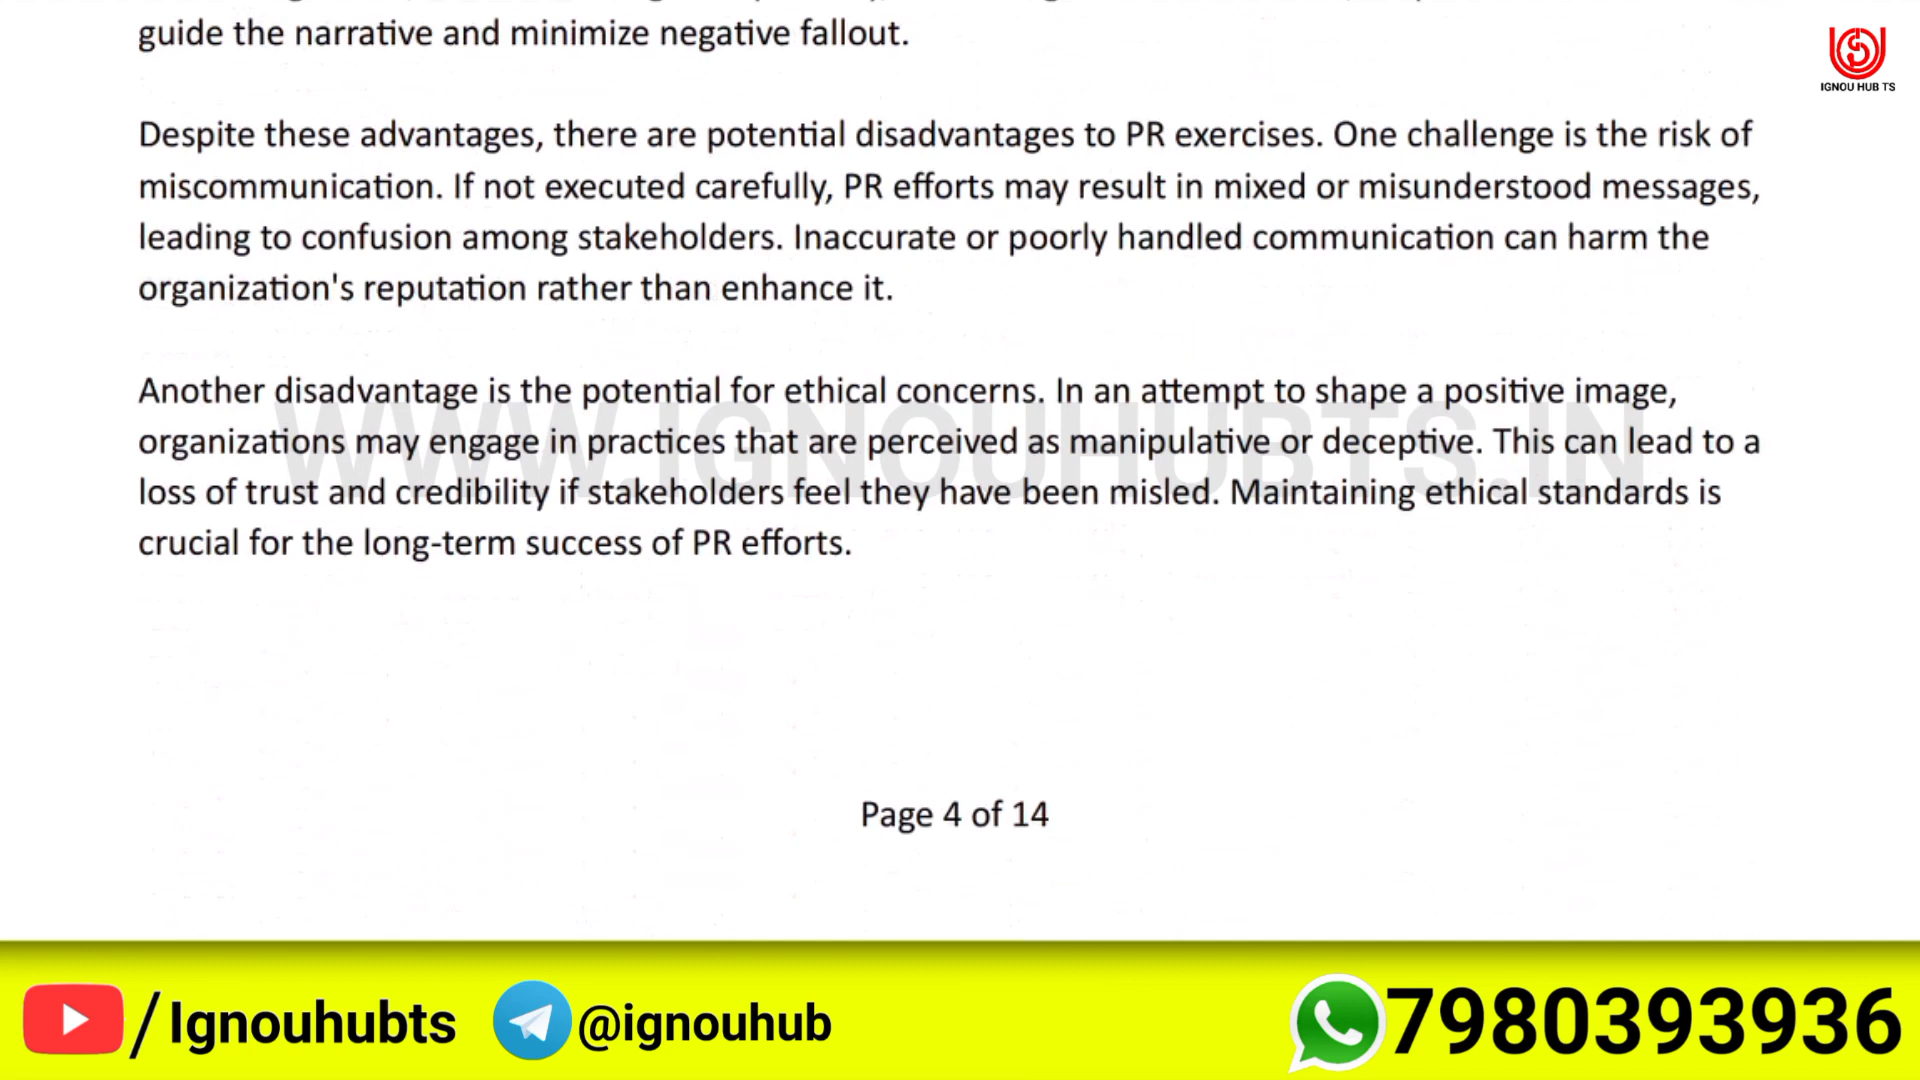 guide the narrative and minimize negative fallout.
IGNOU HUB TS
Despite these advantages, there are potential disadvantages to PR exercises. One challenge is the risk of
miscommunication. If not executed carefully, PR efforts may result in mixed or misunderstood messages,
leading to confusion among stakeholders. Inaccurate or poorly handled communication can harm the
organization's reputation rather than enhance it.
Another disadvantage is the potential for ethical concerns. In an attempt to shape a positive image,
organizations may engage in practices that are perceived as manipulative or deceptive. This can lead to a
loss of trust and credibility if stakeholders feel they have been misled. Maintaining ethical standards is
crucial for the long-term success of PR efforts.
WWW.IGNOUHUBTS.IN
Page 4 of 14
/Ignouhubts @ignouhub 7980393936